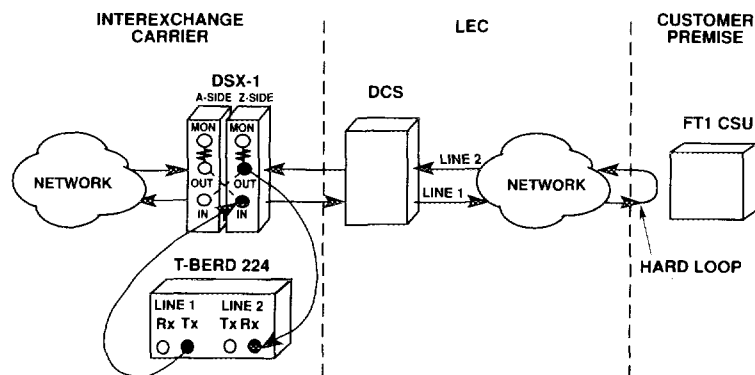 INTEREXCHANGE
CARRIER
LEC
CUSTOMER
PREMISE
DSX-1
A-SIDE Z-SIDE
DCS
FT1 CSU
MON MON
OUT OUT
IN IN
NETWORK
LINE 2
LINE 1
NETWORK
HARD LOOP
T-BERD 224
LINE 1 LINE 2
Rx Tx Tx Rx